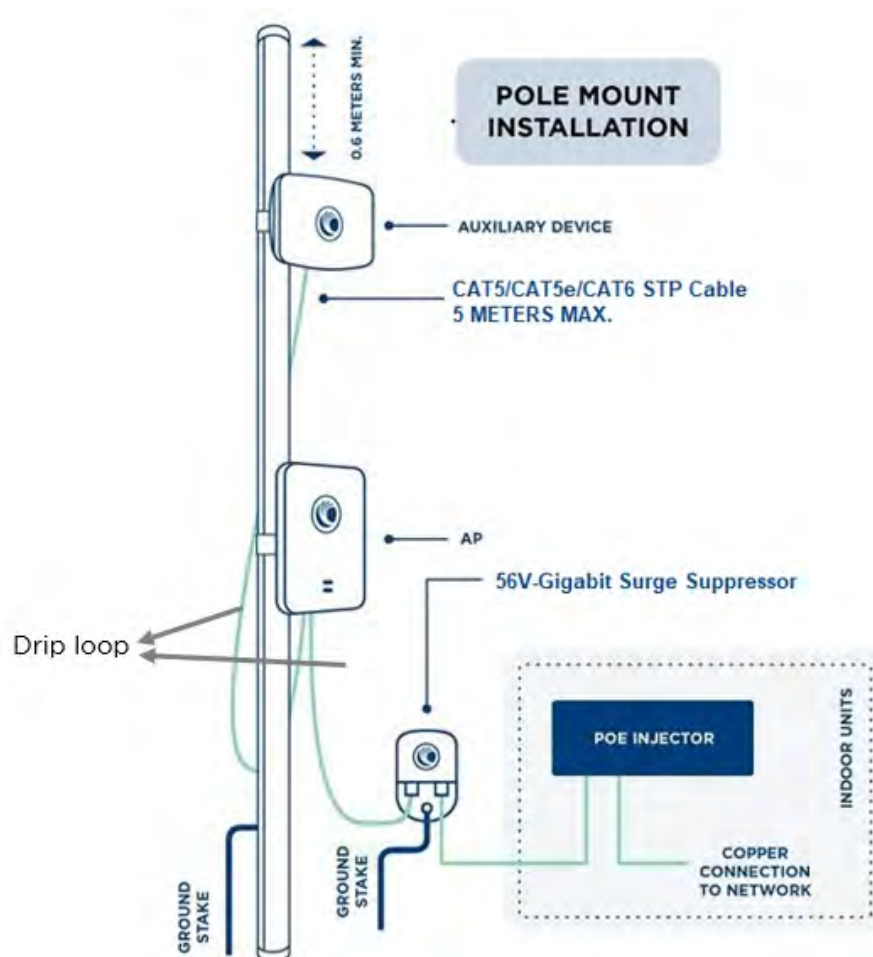 0.6 METERS MIN.
POLE MOUNT
INSTALLATION
AUXILIARY DEVICE
CAT5/CAT5e/CAT6 STP Cable
5 METERS MAX.
AP
56V-Gigabit Surge Suppressor
Drip loop
POE INJECTOR
INDOOR UNITS
COPPER
CONNECTION
TO NETWORK
GROUND
STAKE
GROUND
STAKE